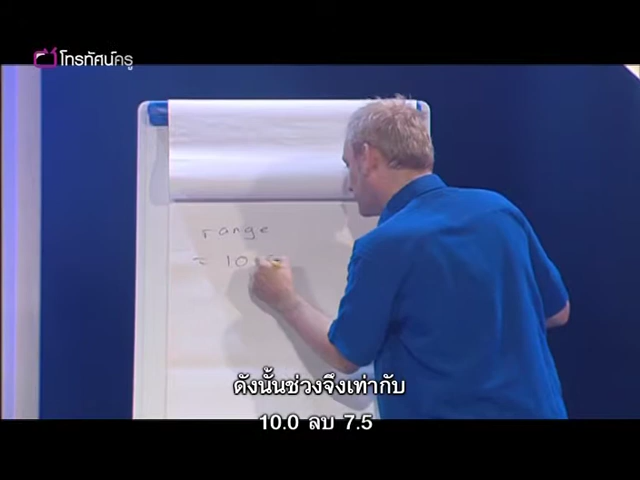 โทรทัศน์ครู
range
= 10.0
ดังนั้นช่วงจึงเท่ากับ
10.0 ลบ 7.5